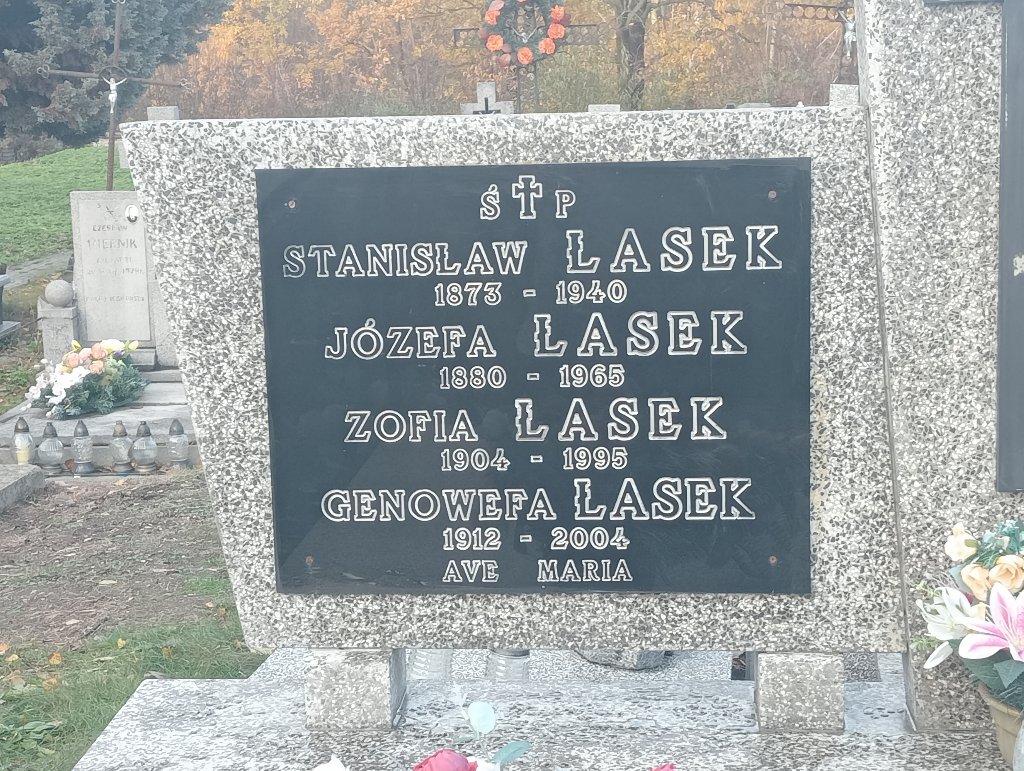 Ś ✝ P
STANISŁAW ŁASEK
1873 - 1940
JÓZEFA ŁASEK
1880 - 1965
ZOFIA ŁASEK
1904 - 1995
GENOWEFA ŁASEK
1912 - 2004
AVE MARIA